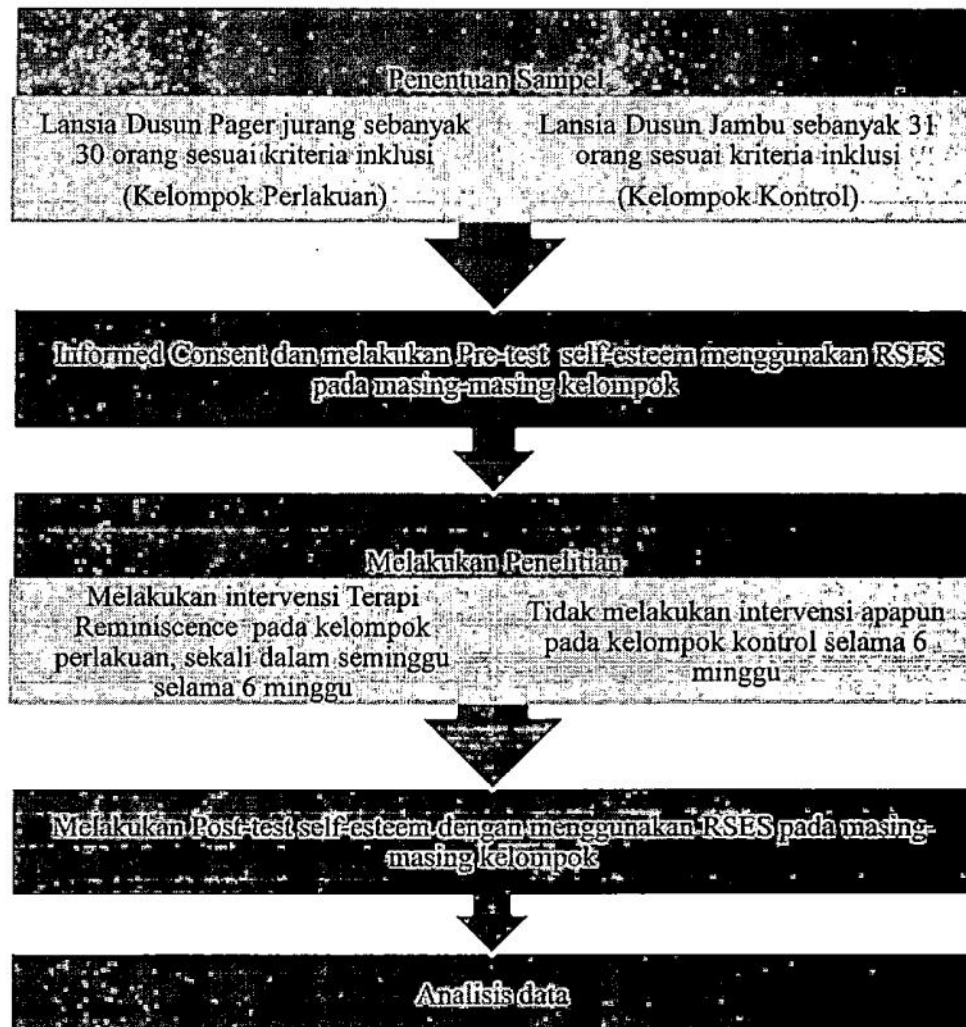 Penentuan Sampel
Lansia Dusun Pager jurang sebanyak
30 orang sesuai kriteria inklusi
(Kelompok Perlakuan)
Lansia Dusun Jambu sebanyak 31
orang sesuai kriteria inklusi
(Kelompok Kontrol)
Informed Consent dan melakukan Pre-test self-esteem menggunakan RSES
pada masing-masing kelompok
Melakukan Penelitian
Melakukan intervensi Terapi
Reminiscence pada kelompok
perlakuan, sekali dalam seminggu
selama 6 minggu
Tidak melakukan intervensi apapun
pada kelompok kontrol selama 6
minggu
Melakukan Post-test self-esteem dengan menggunakan RSES pada masing-
masing kelompok
Analisis data